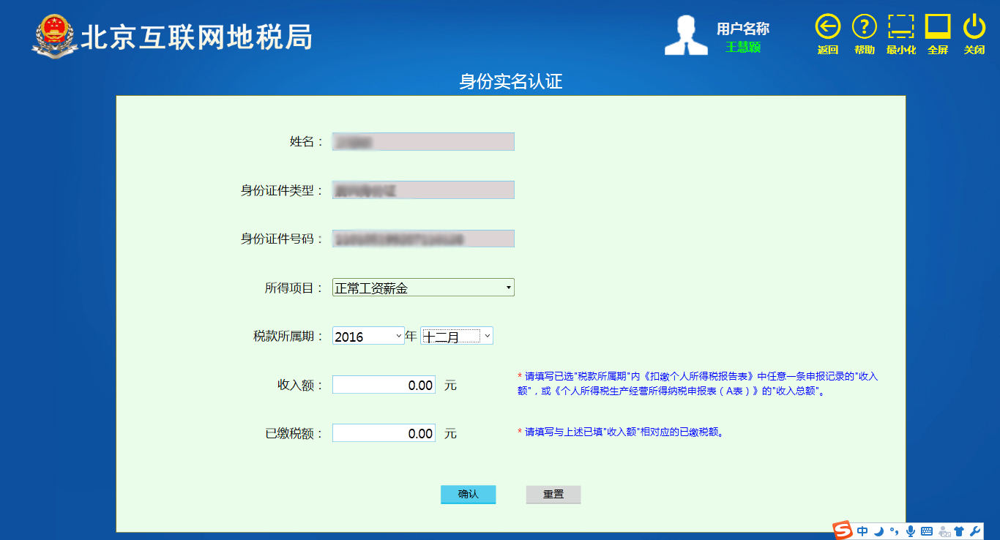 北京互联网地税局
用户名称
王慧颖
返回 帮助 最小化 全屏 关闭
身份实名认证
姓名：
身份证件类型：
身份证件号码：
所得项目： 正常工资薪金
税款所属期： 2016 年 十二月
收入额： 0.00 元
* 请填写已选"税款所属期"内《扣缴个人所得税报告表》中任意一条申报记录的"收入
额"，或《个人所得税生产经营所得纳税申报表（A表）》的"收入总额"。
已缴税额： 0.00 元
* 请填写与上述已填"收入额"相对应的已缴税额。
确认 重置
S 中